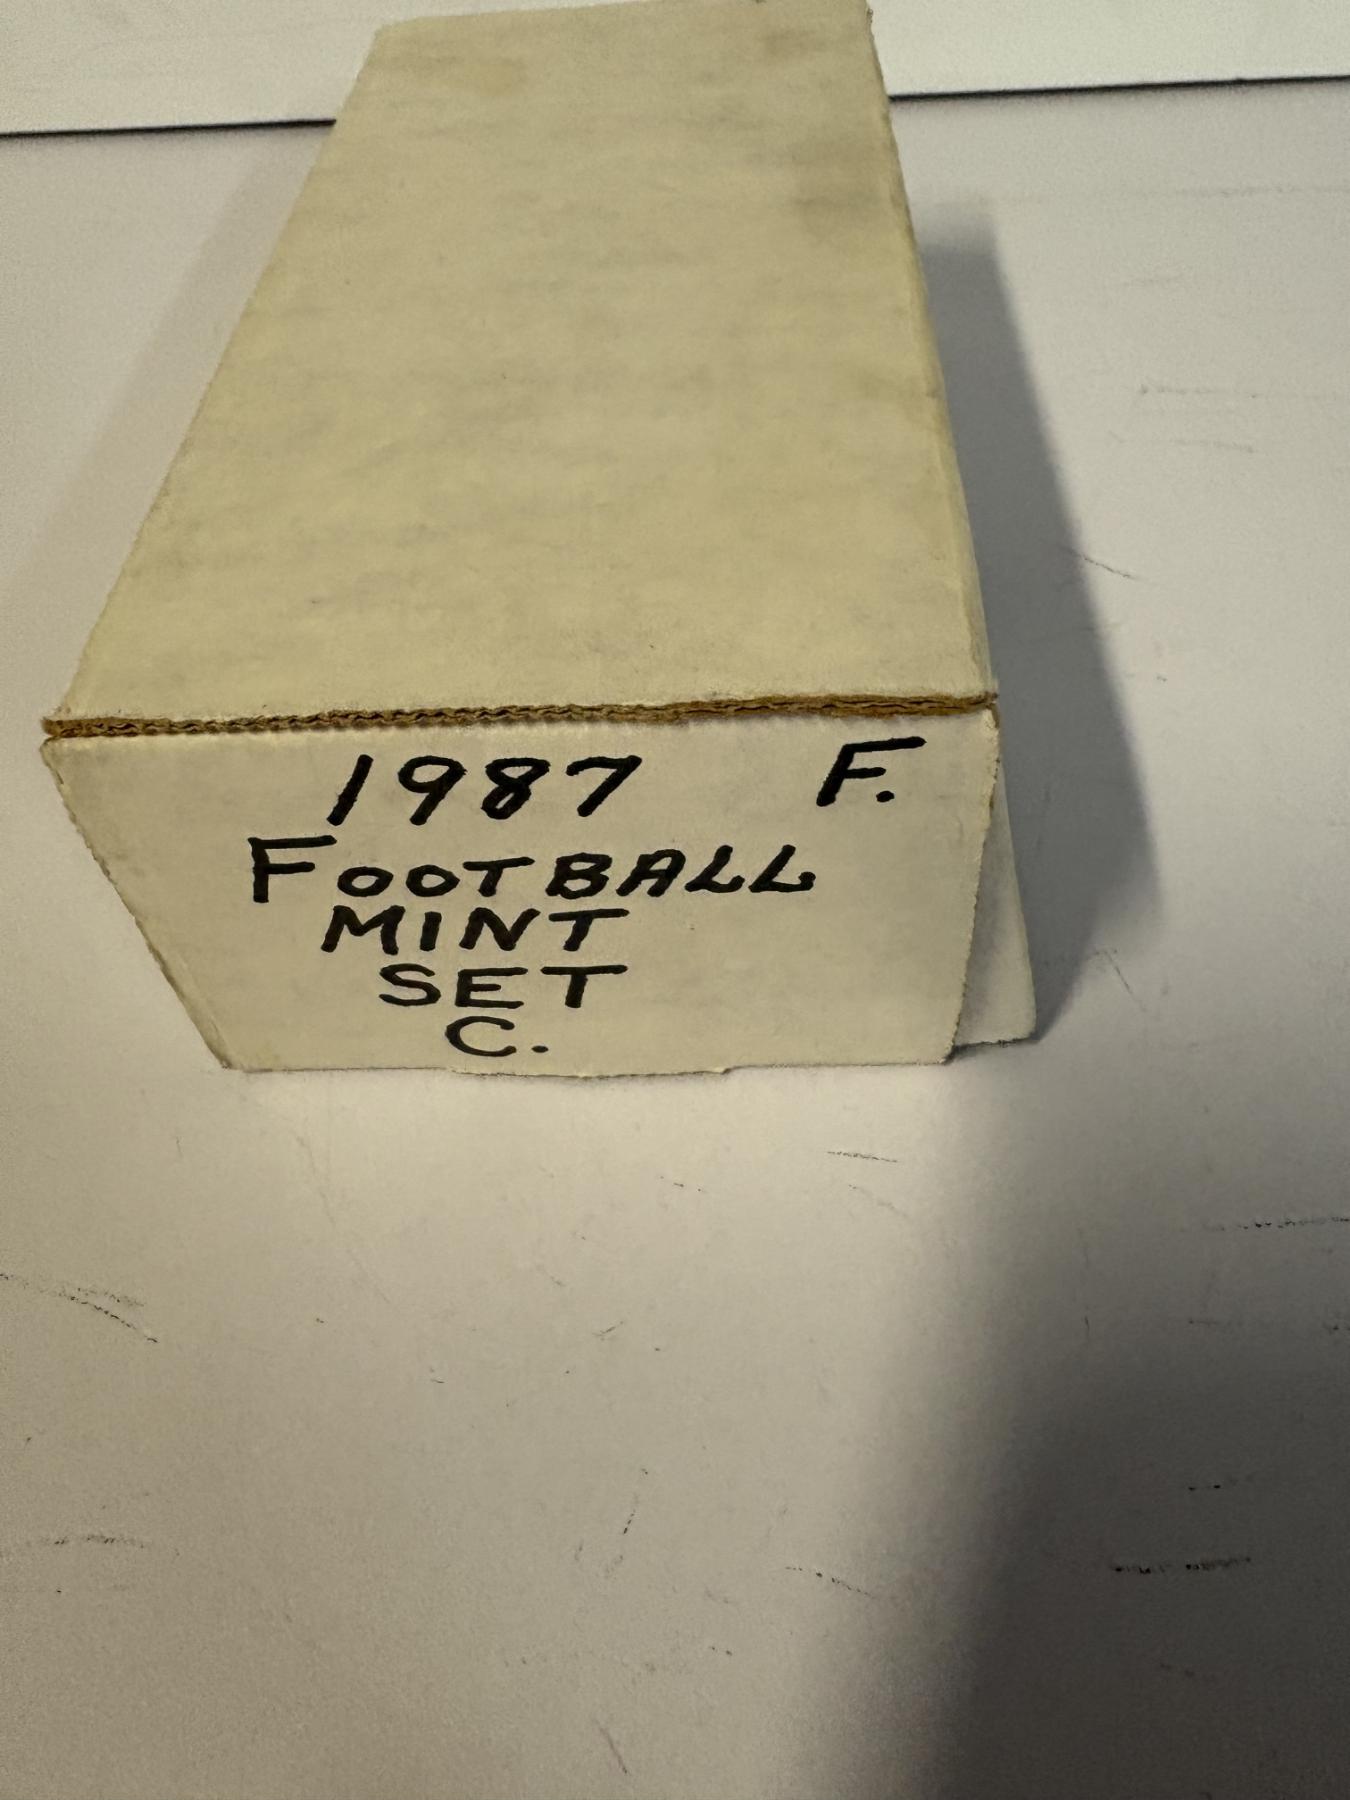 1987 F.
FOOTBALL
MINT
SET
C.